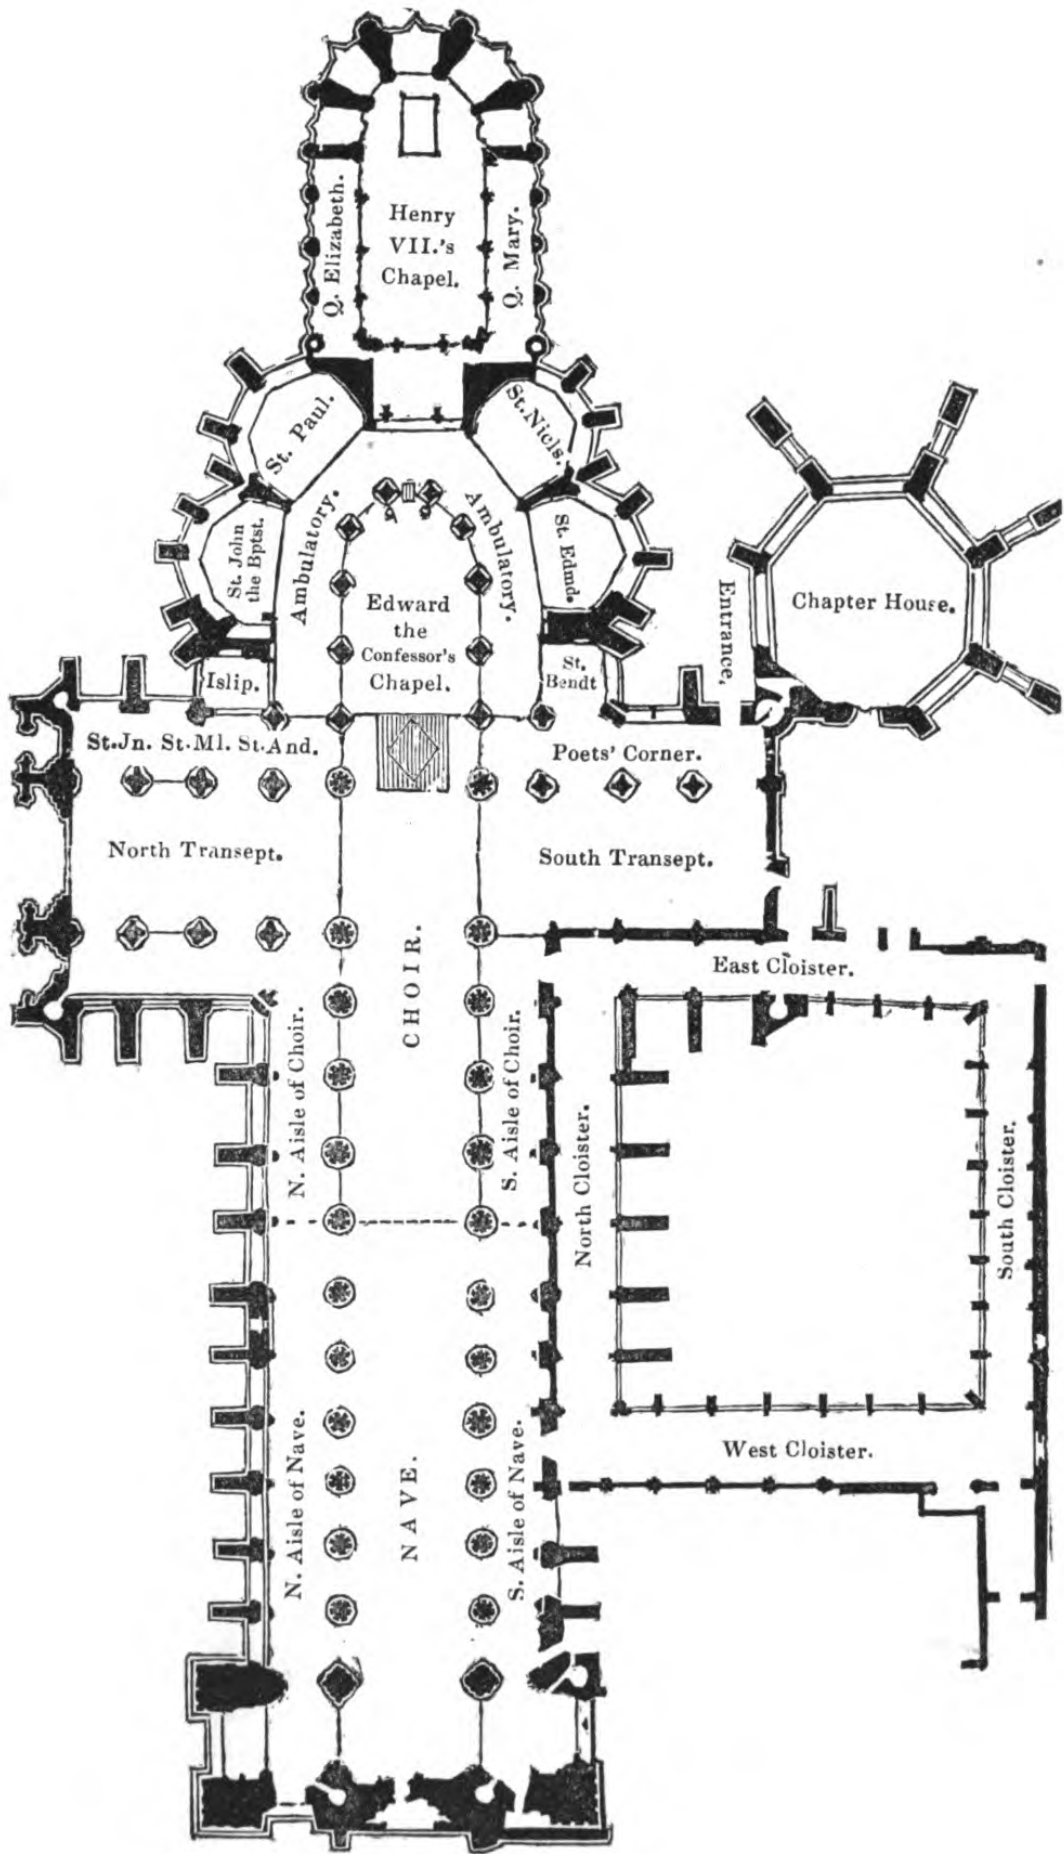 Q. Elizabeth.
Henry
VII.'s
Chapel.
Q. Mary.
St. Paul.
St. Nicls.
St. John
the Bptst.
Ambulatory.
Ambulatory.
St. Edmd.
Edward
the
Confessor's
Chapel.
Islip.
St.
Bendt
Entrance,
Chapter House.
St. Jn. St. Ml. St. And.
Poets' Corner.
North Transept.
South Transept.
CHOIR.
East Cloister.
N. Aisle of Choir.
S. Aisle of Choir.
North Cloister.
South Cloister.
West Cloister.
N. Aisle of Nave.
NAVE.
S. Aisle of Nave.